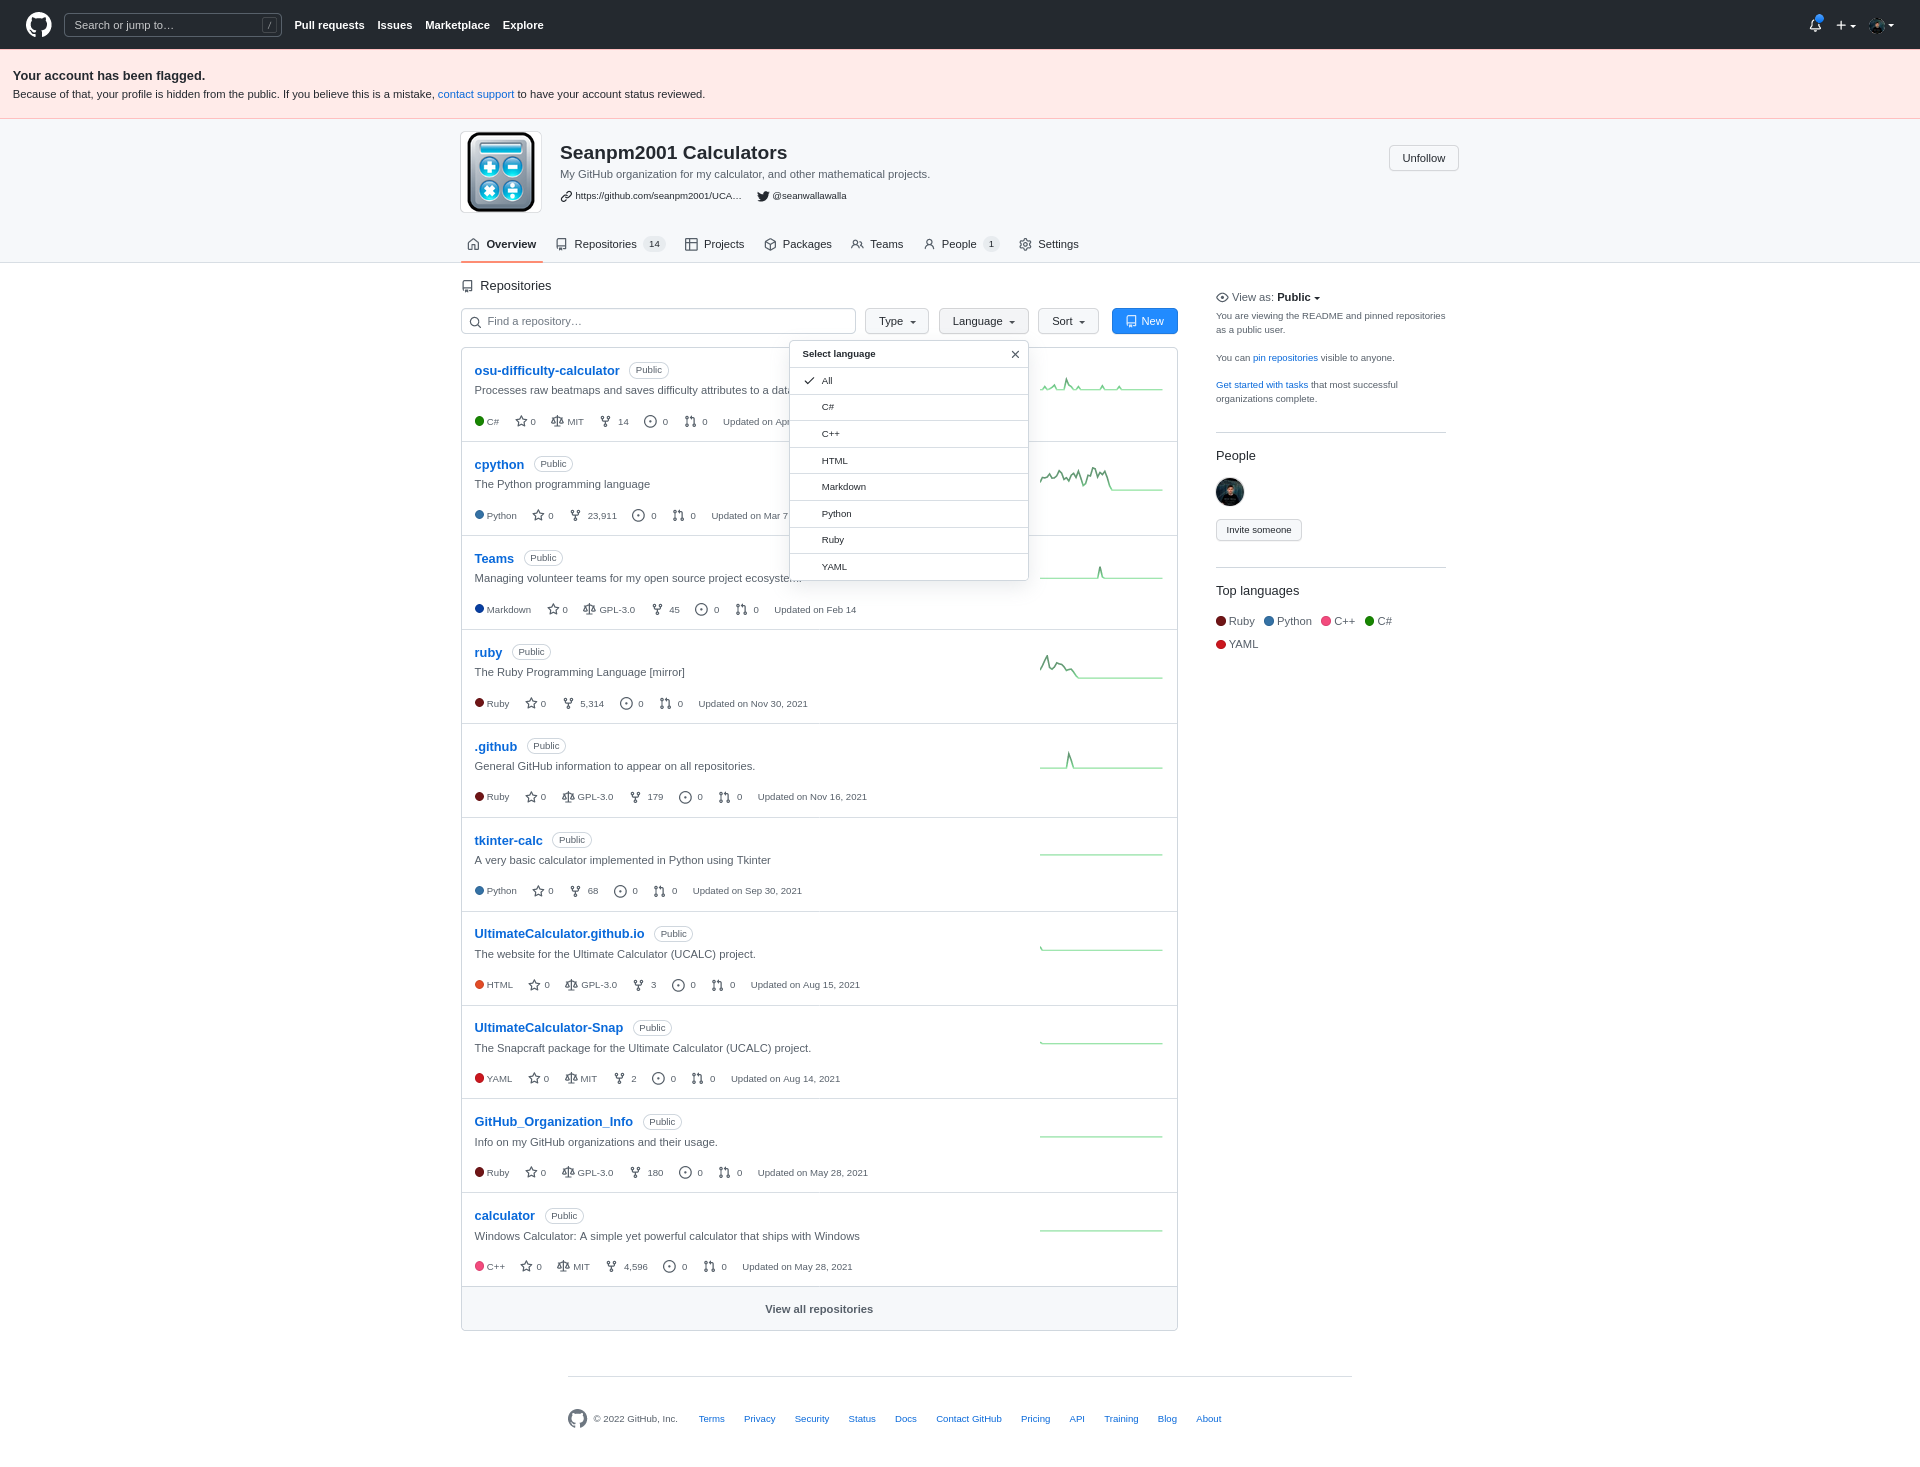 Search or jump to… /
Pull requests Issues Marketplace Explore
Your account has been flagged.
Because of that, your profile is hidden from the public. If you believe this is a mistake, contact support to have your account status reviewed.
Seanpm2001 Calculators
Unfollow
My GitHub organization for my calculator, and other mathematical projects.
https://github.com/seanpm2001/UCA… @seanwallawalla
Overview Repositories 14 Projects Packages Teams People 1 Settings
Repositories
Find a repository… Type Language Sort New
Select language
All
C#
C++
HTML
Markdown
Python
Ruby
YAML
osu-difficulty-calculator Public
Processes raw beatmaps and saves difficulty attributes to a
C# 0 MIT 14 0 0 Updated on
cpython Public
The Python programming language
Python 0 23,911 0 0 Updated on Mar 7
Teams Public
Managing volunteer teams for my open source project ecosystem.
Markdown 0 GPL-3.0 45 0 0 Updated on Feb 14
ruby Public
The Ruby Programming Language [mirror]
Ruby 0 5,314 0 0 Updated on Nov 30, 2021
.github Public
General GitHub information to appear on all repositories.
Ruby 0 GPL-3.0 179 0 0 Updated on Nov 16, 2021
tkinter-calc Public
A very basic calculator implemented in Python using Tkinter
Python 0 68 0 0 Updated on Sep 30, 2021
UltimateCalculator.github.io Public
The website for the Ultimate Calculator (UCALC) project.
HTML 0 GPL-3.0 3 0 0 Updated on Aug 15, 2021
UltimateCalculator-Snap Public
The Snapcraft package for the Ultimate Calculator (UCALC) project.
YAML 0 MIT 2 0 0 Updated on Aug 14, 2021
GitHub_Organization_Info Public
Info on my GitHub organizations and their usage.
Ruby 0 GPL-3.0 180 0 0 Updated on May 28, 2021
calculator Public
Windows Calculator: A simple yet powerful calculator that ships with Windows
C++ 0 MIT 4,596 0 0 Updated on May 28, 2021
View all repositories
View as: Public
You are viewing the README and pinned repositories
as a public user.
You can pin repositories visible to anyone.
Get started with tasks that most successful
organizations complete.
People
Invite someone
Top languages
Ruby Python C++ C#
YAML
© 2022 GitHub, Inc. Terms Privacy Security Status Docs Contact GitHub Pricing API Training Blog About